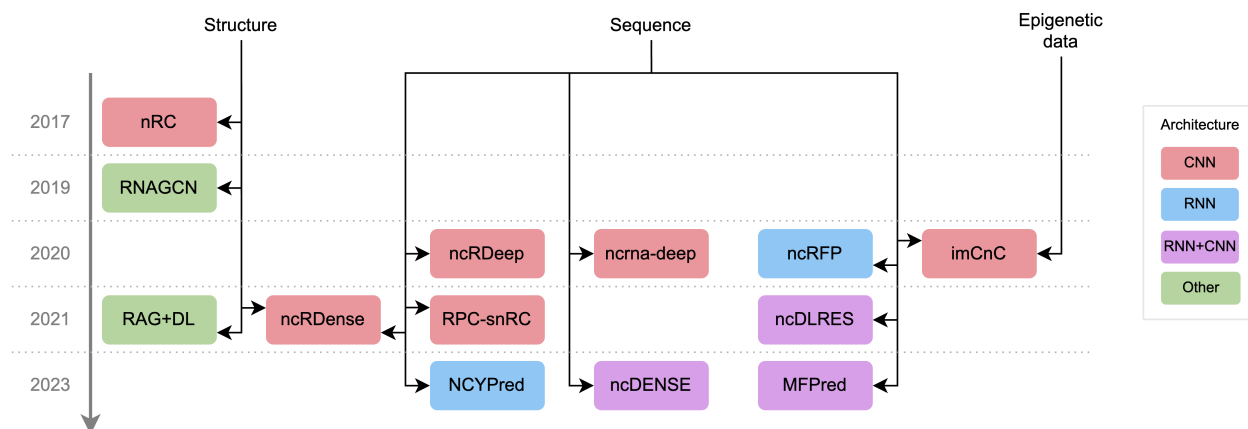 Structure
Sequence
Epigenetic
data
2017
nRC
2019
RNAGCN
2020
ncRDeep
ncrna-deep
ncRFP
imCnC
2021
RAG+DL
ncRDense
RPC-snRC
ncDLRES
2023
NCYPred
ncDENSE
MFPred
Architecture
CNN
RNN
RNN+CNN
Other